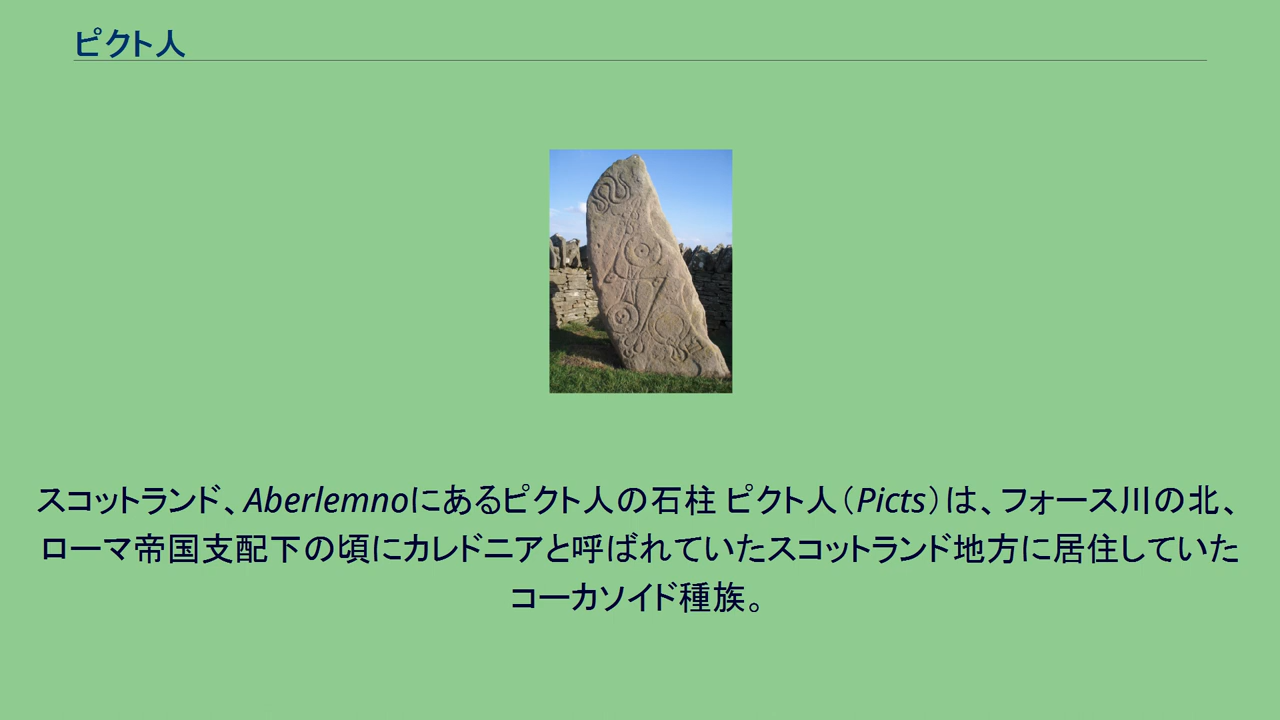 ピクト人
スコットランド、Aberlemnoにあるピクト人の石柱 ピクト人（Picts）は、フォース川の北、
ローマ帝国支配下の頃にカレドニアと呼ばれていたスコットランド地方に居住していた
コーカソイド種族。